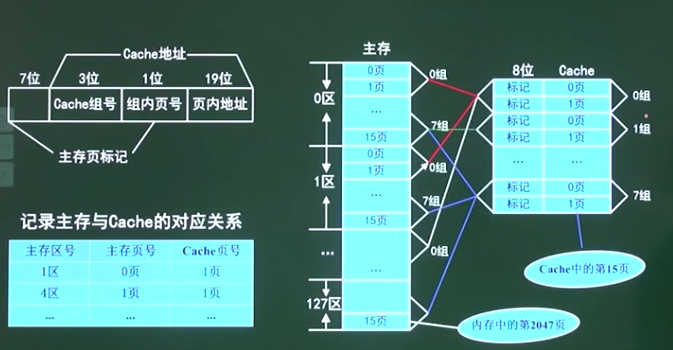 Cache地址
7位 3位 1位 19位
Cache组号 组内页号 页内地址
主存页标记
记录主存与Cache的对应关系
主存区号 主存页号 Cache页号
1区 0页 1页
4区 1页 1页
... ... ...
主存
0区
0页
1页
...
15页
1区
0页
1页
...
15页
...
...
127区
15页
0组
7组
0组
7组
0组
8位 Cache
标记 0页
标记 1页
标记 0页
标记 1页
... ...
标记 0页
标记 1页
0组
1组
7组
Cache中的第15页
内存中的第2047页